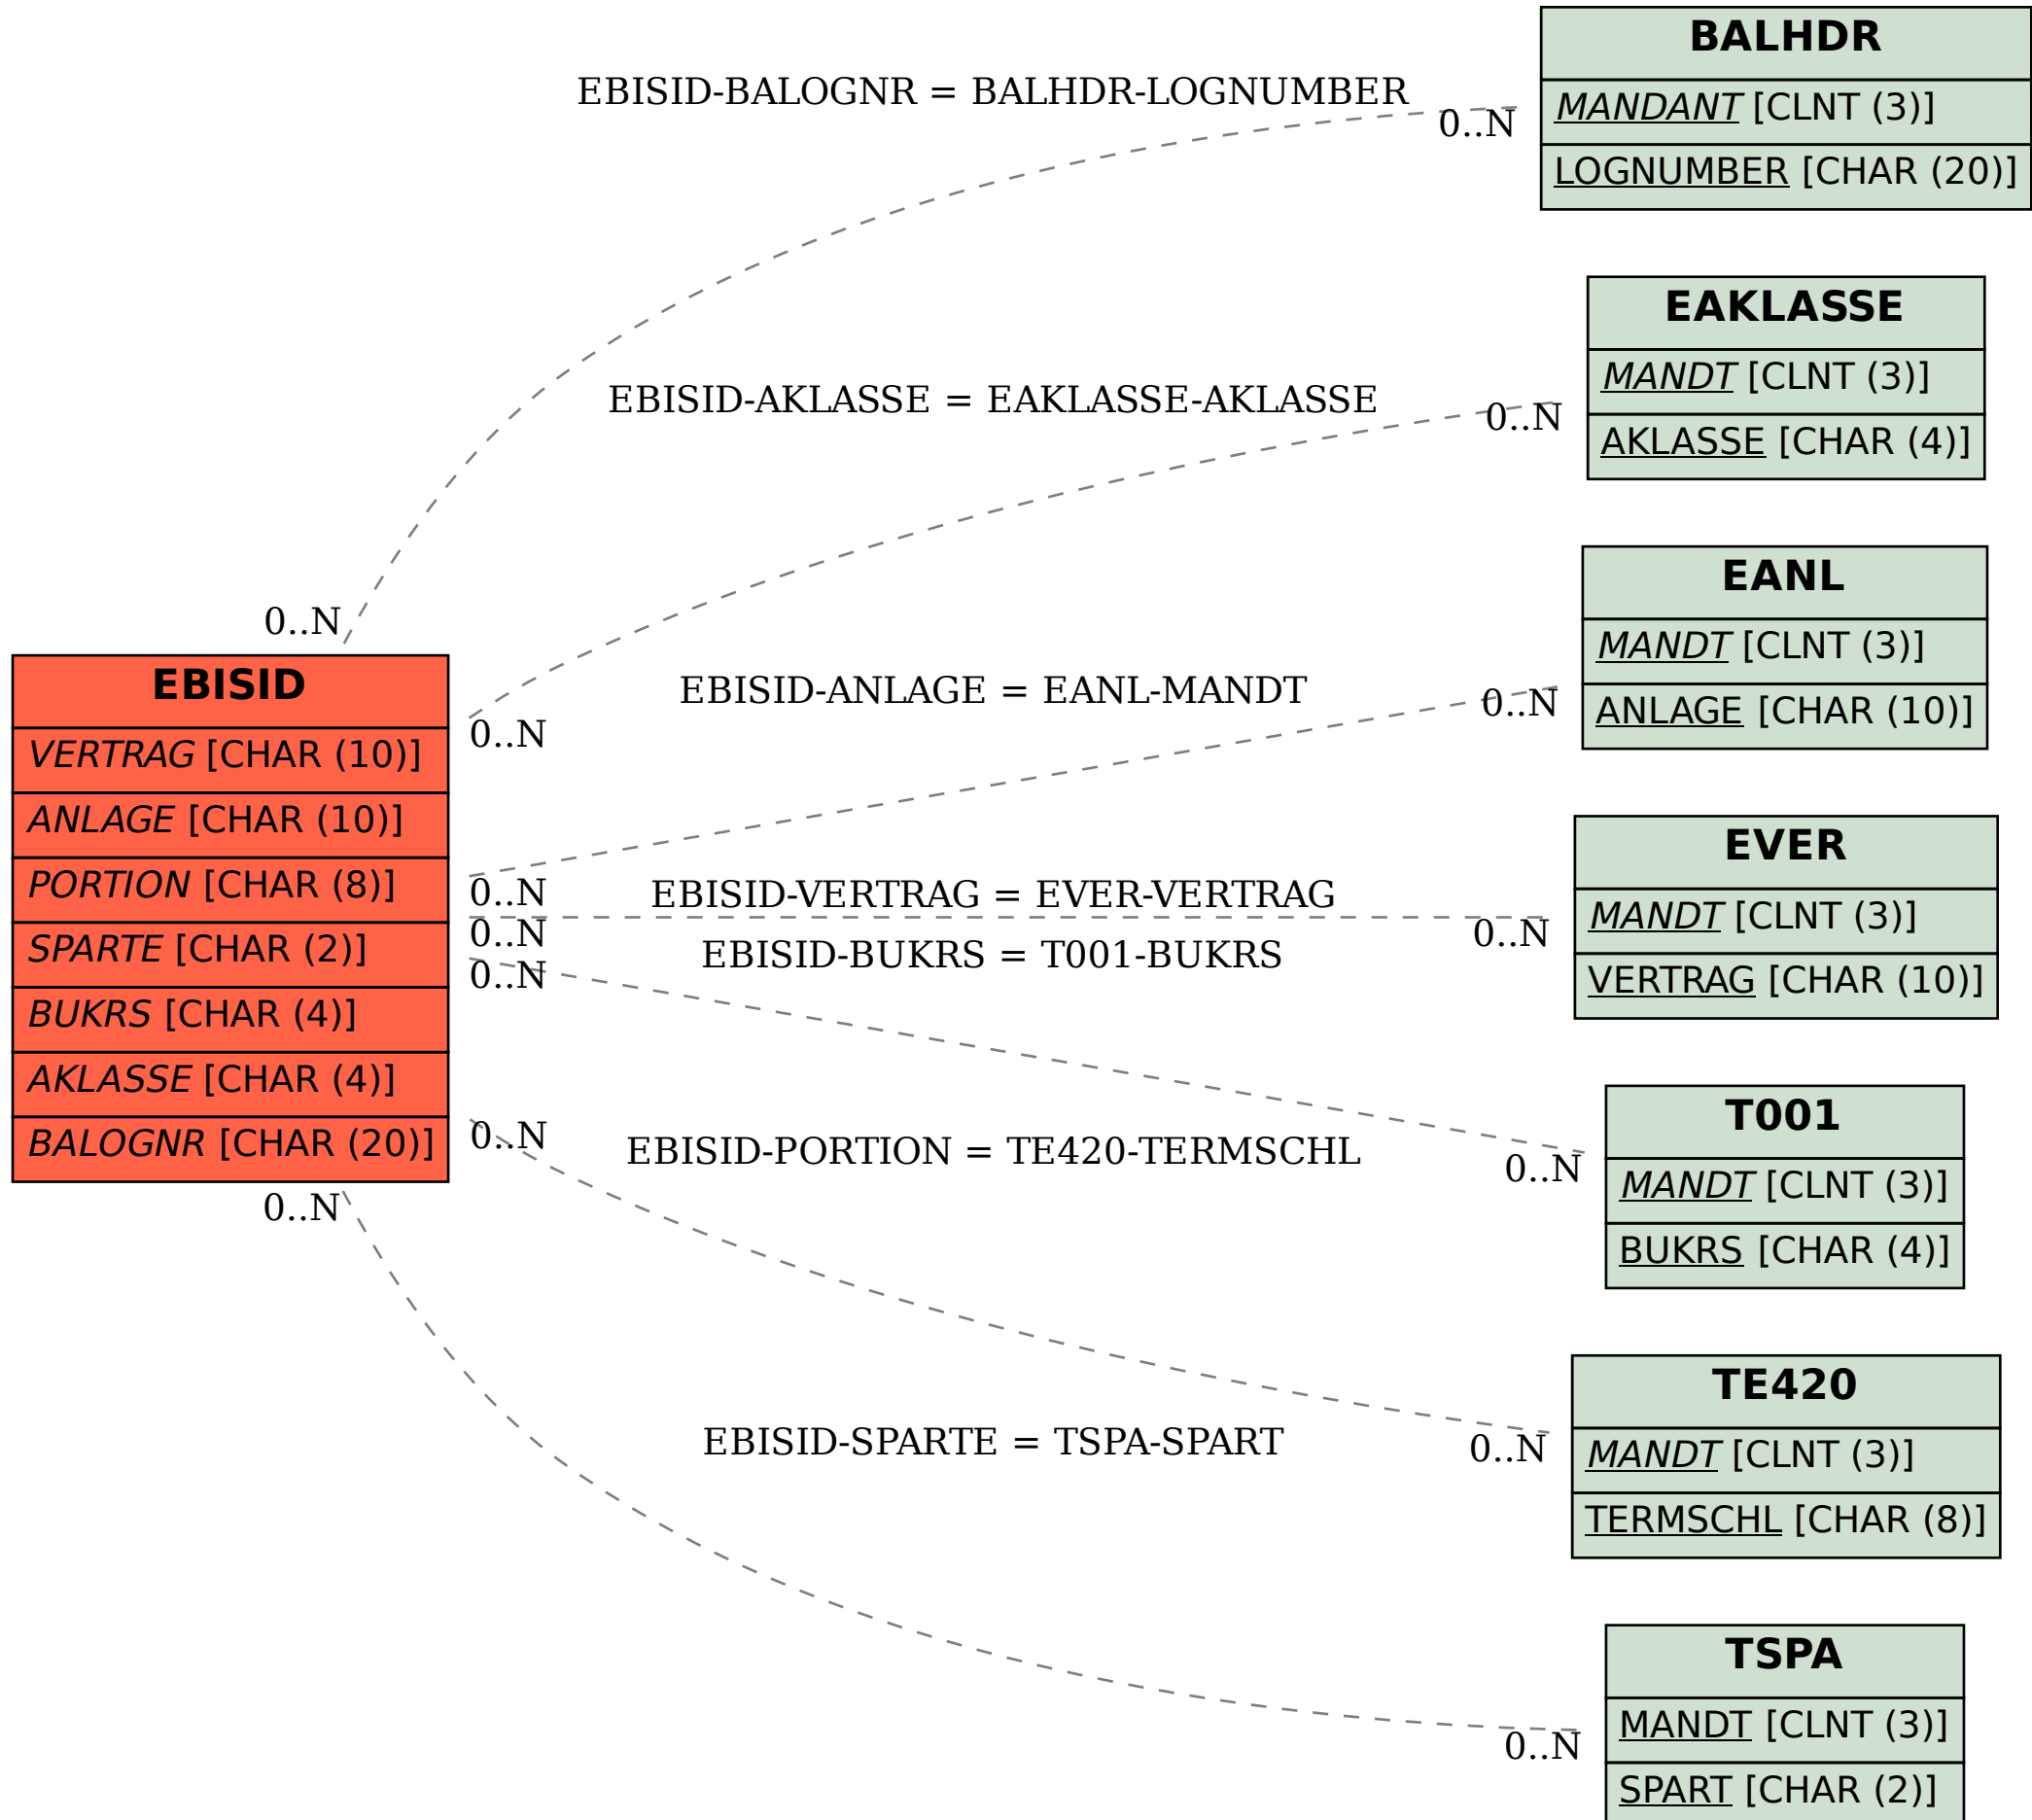 BALHDR
MANDANT [CLNT (3)]
LOGNUMBER [CHAR (20)]
EBISID-BALOGNR = BALHDR-LOGNUMBER
0..N
0..N
EAKLASSE
MANDT [CLNT (3)]
AKLASSE [CHAR (4)]
EBISID-AKLASSE = EAKLASSE-AKLASSE
0..N
0..N
EANL
MANDT [CLNT (3)]
ANLAGE [CHAR (10)]
EBISID-ANLAGE = EANL-MANDT
0..N
0..N
EBISID
VERTRAG [CHAR (10)]
ANLAGE [CHAR (10)]
PORTION [CHAR (8)]
SPARTE [CHAR (2)]
BUKRS [CHAR (4)]
AKLASSE [CHAR (4)]
BALOGNR [CHAR (20)]
EVER
MANDT [CLNT (3)]
VERTRAG [CHAR (10)]
EBISID-VERTRAG = EVER-VERTRAG
0..N
0..N
EBISID-BUKRS = T001-BUKRS
0..N
0..N
T001
MANDT [CLNT (3)]
BUKRS [CHAR (4)]
EBISID-PORTION = TE420-TERMSCHL
0..N
0..N
TE420
MANDT [CLNT (3)]
TERMSCHL [CHAR (8)]
EBISID-SPARTE = TSPA-SPART
0..N
0..N
TSPA
MANDT [CLNT (3)]
SPART [CHAR (2)]